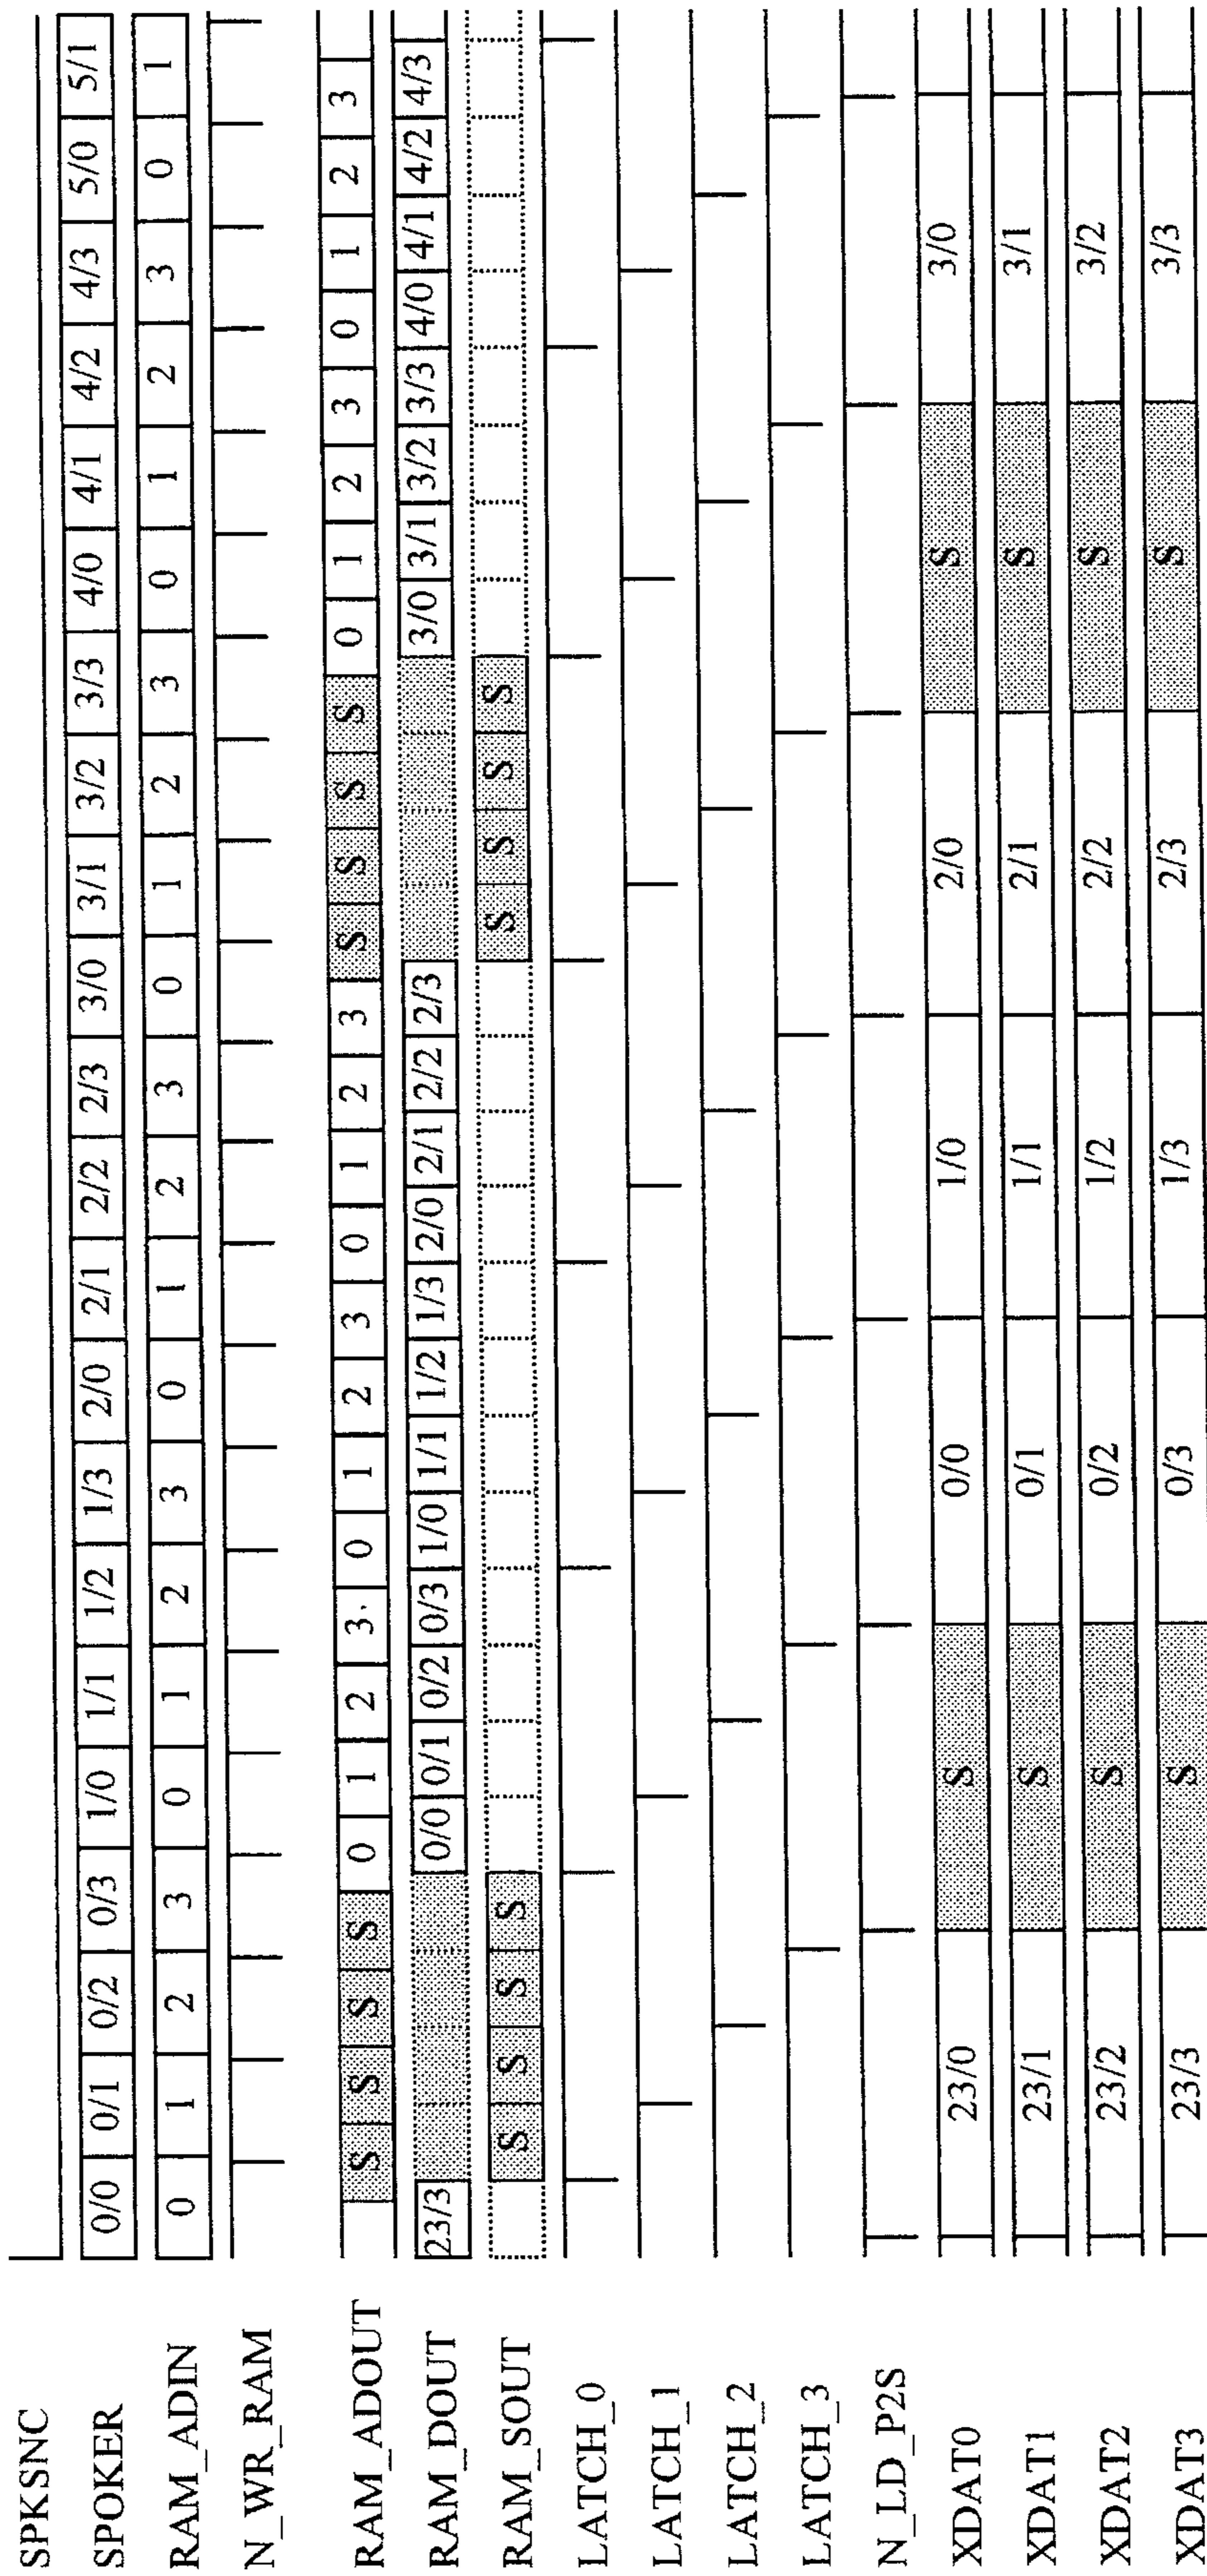 SPKSNC
SPOKER 0/0 0/1 0/2 0/3 1/0 1/1 1/2 1/3 2/0 2/1 2/2 2/3 3/0 3/1 3/2 3/3 4/0 4/1 4/2 4/3 5/0 5/1
RAM_ADIN 0 1 2 3 0 1 2 3 0 1 2 3 0 1 2 3 0 1 2 3 0 1
N_WR_RAM
RAM_ADOUT S S S S 0 1 2 3 0 1 2 3 0 1 2 3 S S S S 0 1 2 3 0 1 2 3
RAM_DOUT 23/3 0/0 0/1 0/2 0/3 1/0 1/1 1/2 1/3 2/0 2/1 2/2 2/3 3/0 3/1 3/2 3/3 4/0 4/1 4/2 4/3
RAM_SOUT S S S S S S S S
LATCH_0
LATCH_1
LATCH_2
LATCH_3
N_LD_P2S
XDAT0 23/0 S 0/0 1/0 2/0 S 3/0
XDAT1 23/1 S 0/1 1/1 2/1 S 3/1
XDAT2 23/2 S 0/2 1/2 2/2 S 3/2
XDAT3 23/3 S 0/3 1/3 2/3 S 3/3